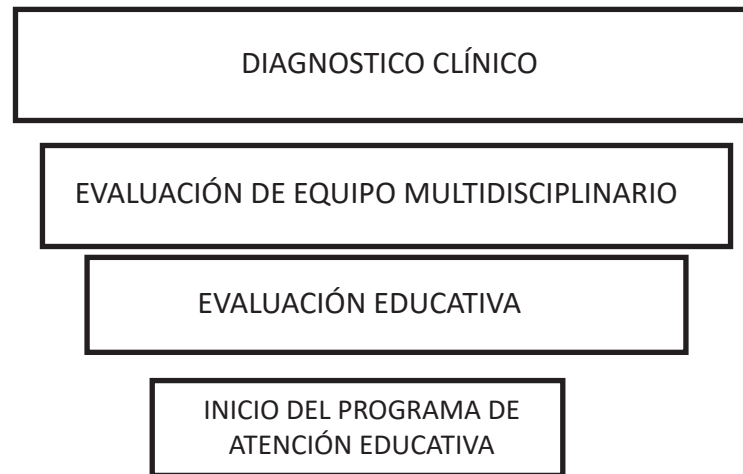 DIAGNOSTICO CLÍNICO
EVALUACIÓN DE EQUIPO MULTIDISCIPLINARIO
EVALUACIÓN EDUCATIVA
INICIO DEL PROGRAMA DE
ATENCIÓN EDUCATIVA